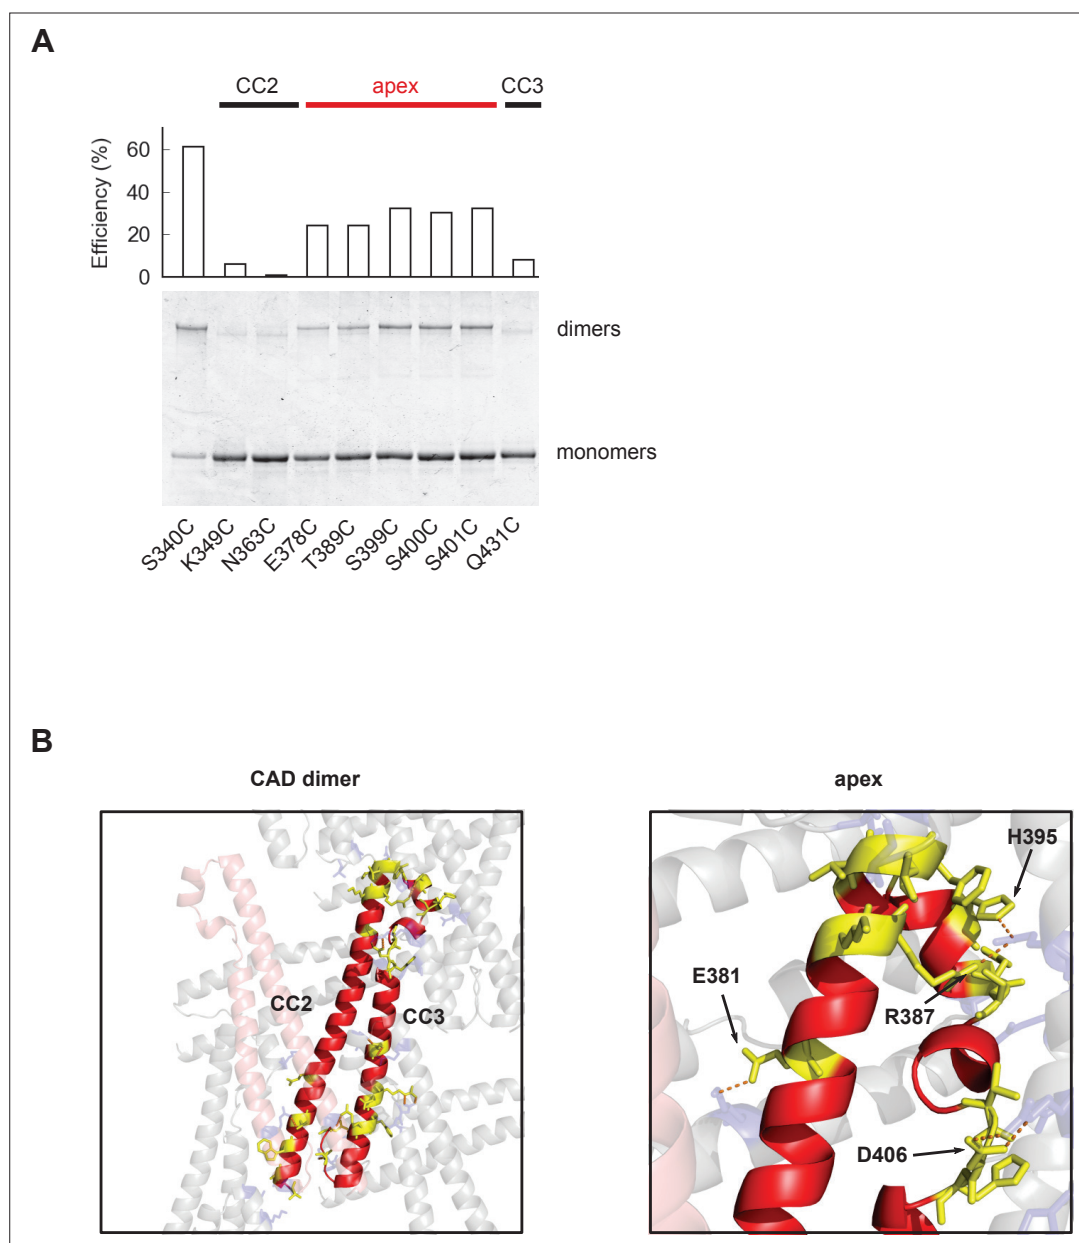 A
CC2 apex CC3
Efficiency (%)
60
40
20
0
dimers
monomers
S340C K349C N363C E378C T389C S399C S400C S401C Q431C
B
CAD dimer apex
CC2 CC3
H395
E381
R387
D406